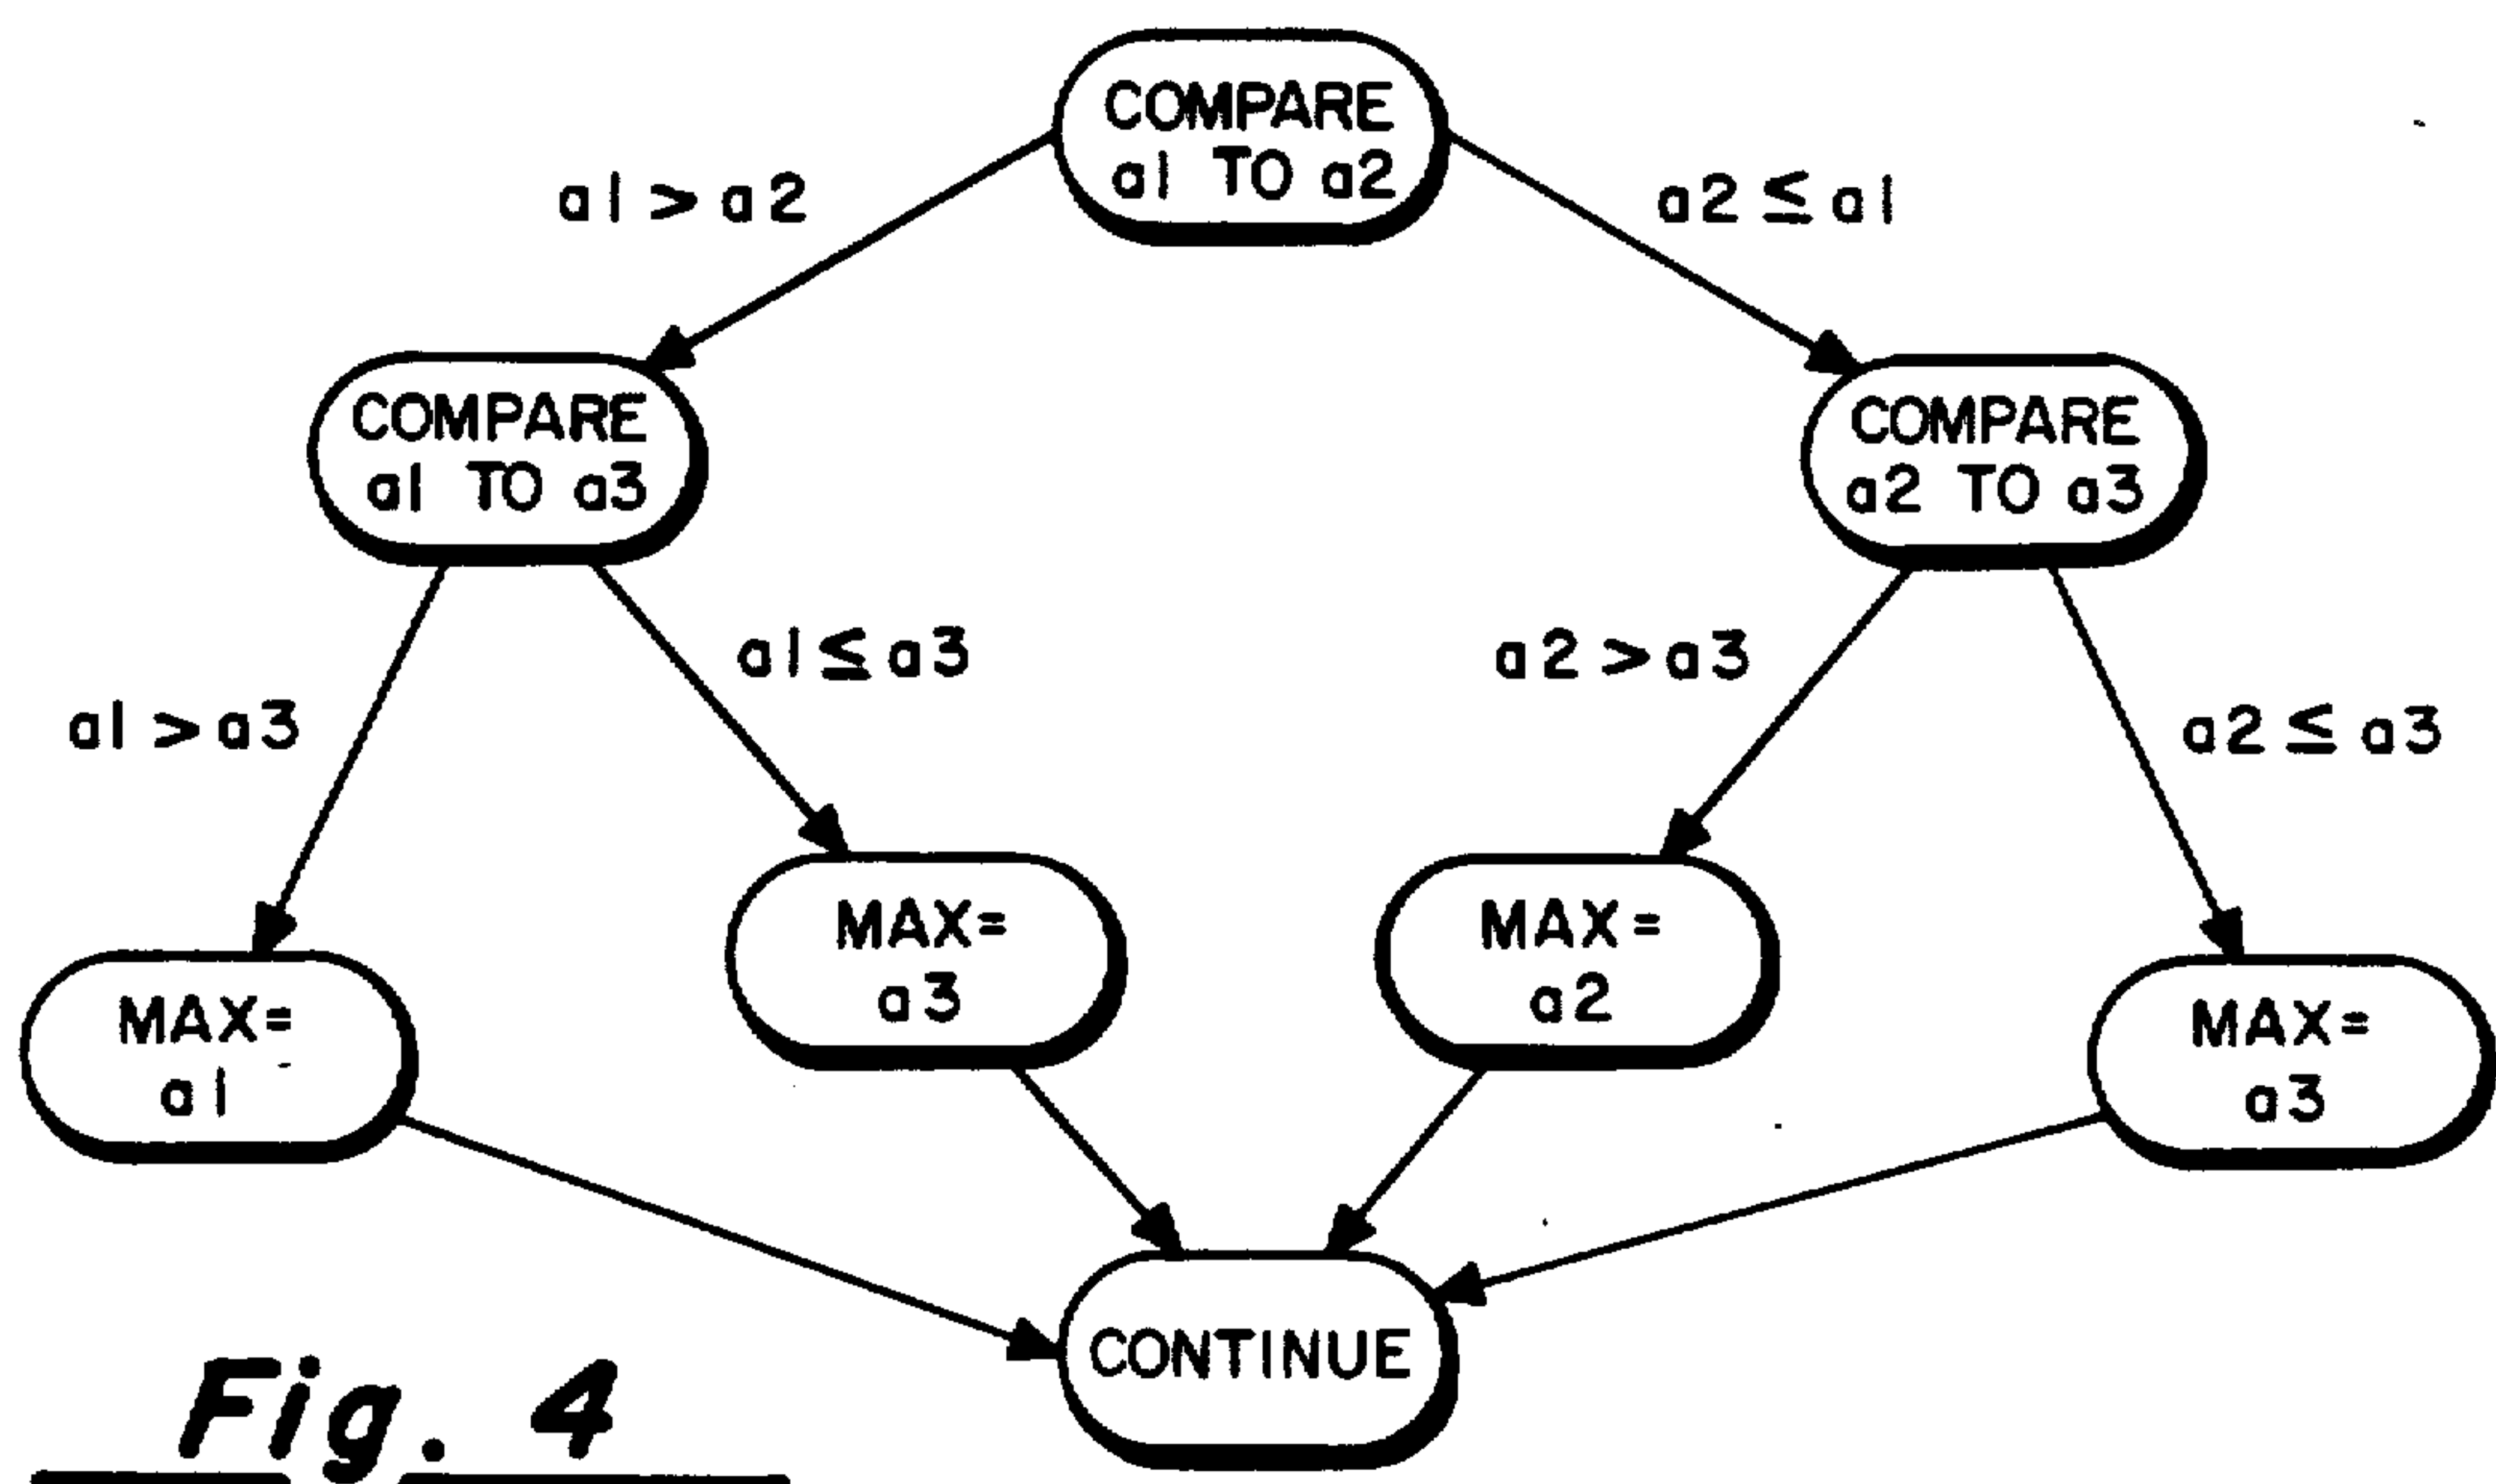 COMPARE
a1 TO a2
a1 > a2
a2 ≤ a1
COMPARE
a1 TO a3
COMPARE
a2 TO a3
a1 ≤ a3
a2 > a3
a1 > a3
a2 ≤ a3
MAX=
a1
MAX=
a3
MAX=
a2
MAX=
a3
CONTINUE
Fig. 4